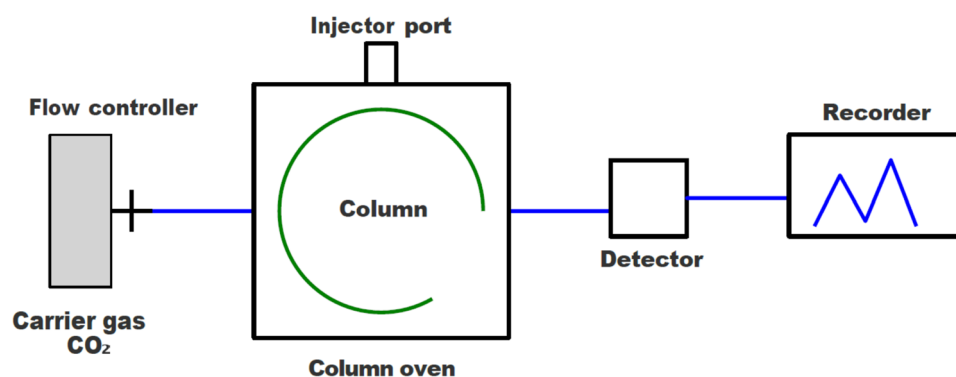 Injector port
Flow controller
Recorder
Column
Detector
Carrier gas
CO₂
Column oven